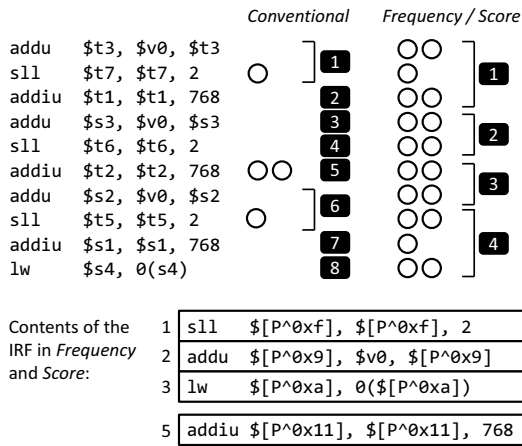 Conventional Frequency / Score
addu $t3, $v0, $t3
sll $t7, $t7, 2 1 1
addiu $t1, $t1, 768 2
addu $s3, $v0, $s3 3
sll $t6, $t6, 2 4 2
addiu $t2, $t2, 768 5
addu $s2, $v0, $s2 6 3
sll $t5, $t5, 2
addiu $s1, $s1, 768 7 4
lw $s4, 0(s4) 8
Contents of the
IRF in Frequency
and Score:
1 sll $[P^0xf], $[P^0xf], 2
2 addu $[P^0x9], $v0, $[P^0x9]
3 lw $[P^0xa], 0($[P^0xa])
5 addiu $[P^0x11], $[P^0x11], 768